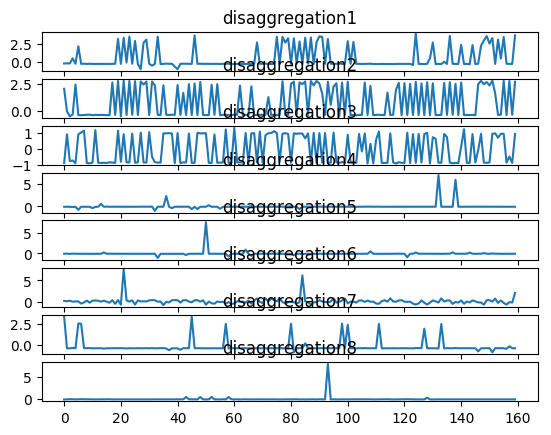 disaggregation1
2.5
0.0
disaggregation2
2.5
0.0
disaggregation3
1
0
−1
disaggregation4
5
0
disaggregation5
5
0
disaggregation6
5
0
disaggregation7
2.5
0.0
disaggregation8
5
0
0 20 40 60 80 100 120 140 160